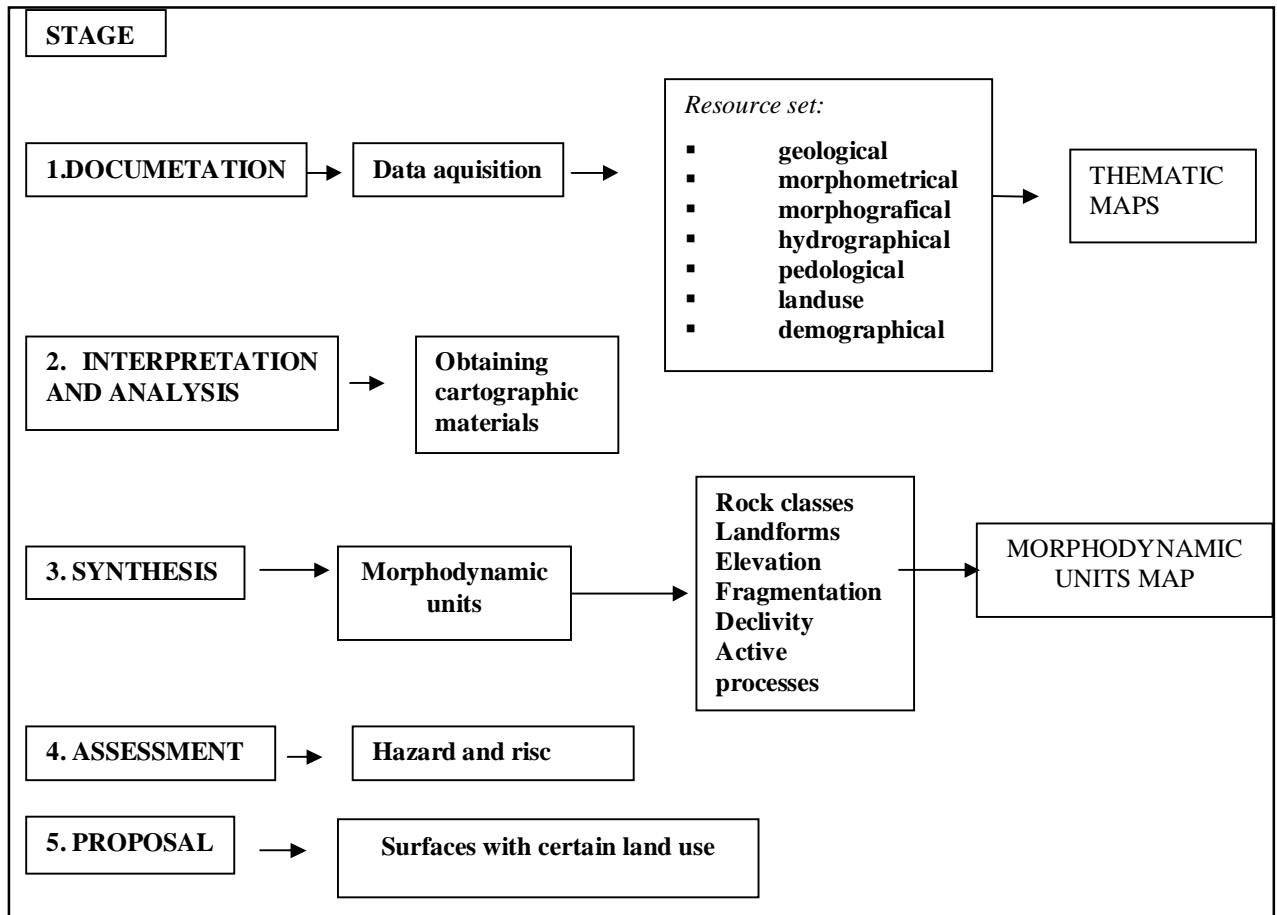 STAGE
1.DOCUMETATION
Data aquisition
Resource set:
▪ geological
▪ morphometrical
▪ morphografical
▪ hydrographical
▪ pedological
▪ landuse
▪ demographical
THEMATIC
MAPS
2. INTERPRETATION
AND ANALYSIS
Obtaining
cartographic
materials
3. SYNTHESIS
Morphodynamic
units
Rock classes
Landforms
Elevation
Fragmentation
Declivity
Active
processes
MORPHODYNAMIC
UNITS MAP
4. ASSESSMENT
Hazard and risc
5. PROPOSAL
Surfaces with certain land use